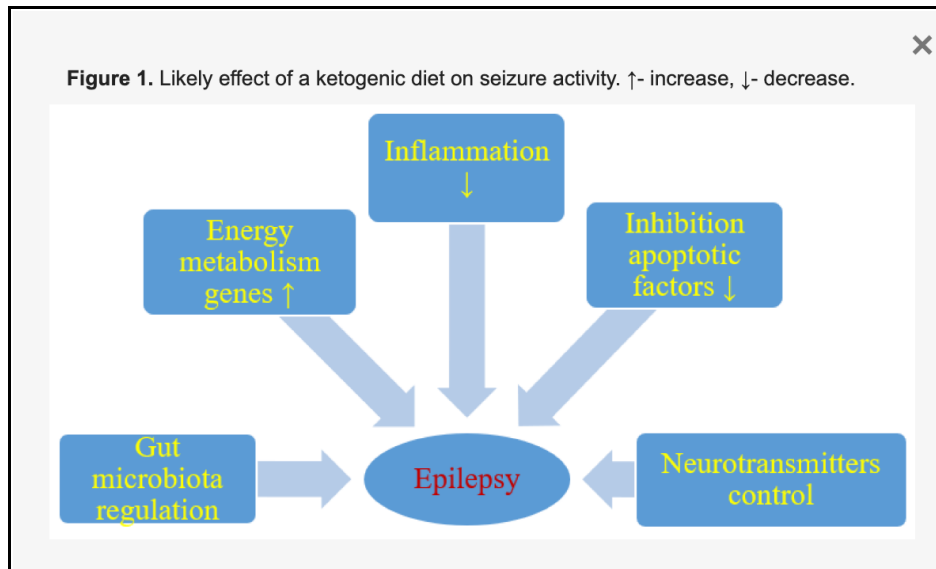 Figure 1. Likely effect of a ketogenic diet on seizure activity. ↑- increase, ↓- decrease.
Inflammation
↓
Energy
metabolism
genes ↑
Inhibition
apoptotic
factors ↓
Gut
microbiota
regulation
Epilepsy
Neurotransmitters
control